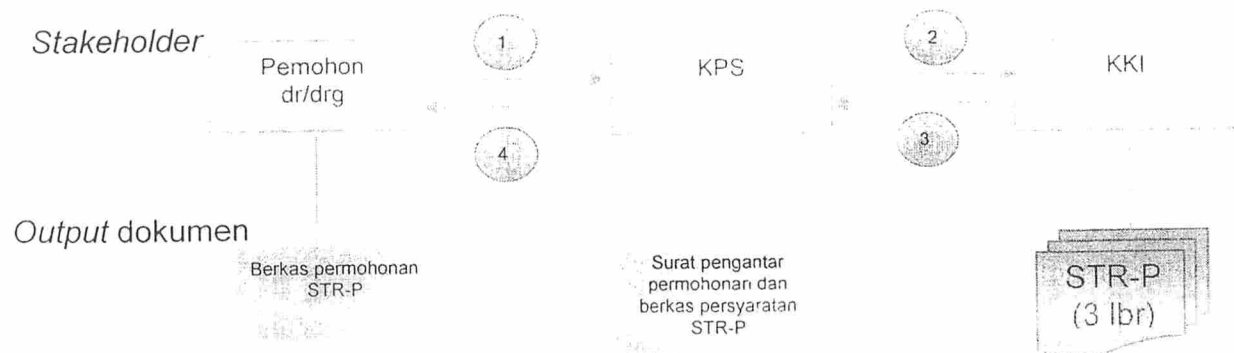 Stakeholder
Pemohon
dr/drg
1
KPS
2
KKI
4
3
Output dokumen
Berkas permohonan
STR-P
Surat pengantar
permohonan dan
berkas persyaratan
STR-P
STR-P
(3 lbr)